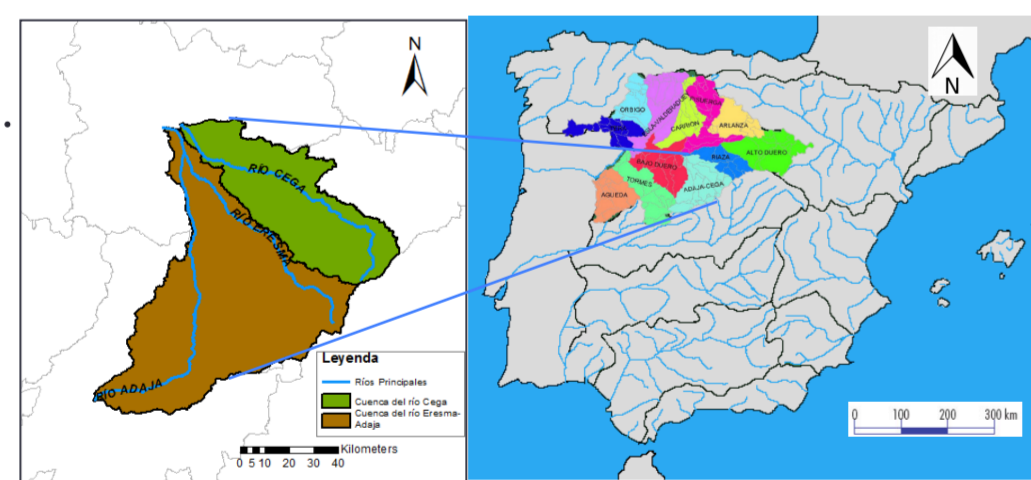 N
RÍO CEGA
RÍO ERESMA
RÍO ADAJA
Leyenda
Ríos Principales
Cuenca del río Cega
Cuenca del río Eresma-
Adaja
Kilometers
0 5 10 20 30 40
N
ORBIGO
CARRION
ARLANZA
ALTO DUERO
RIAZA
BAJO DUERO
TORMES
ADAJA-CEGA
AGUEDA
0 100 200 300 km